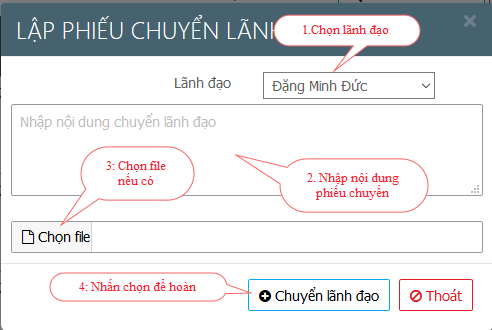 LẬP PHIẾU CHUYỂN LÃNH
1.Chọn lãnh đạo
Lãnh đạo
Đặng Minh Đức
Nhập nội dung chuyển lãnh đạo
3: Chọn file
nếu có
2. Nhập nội dung
phiếu chuyển
Chọn file
4: Nhấn chọn để hoàn
Chuyển lãnh đạo
Thoát